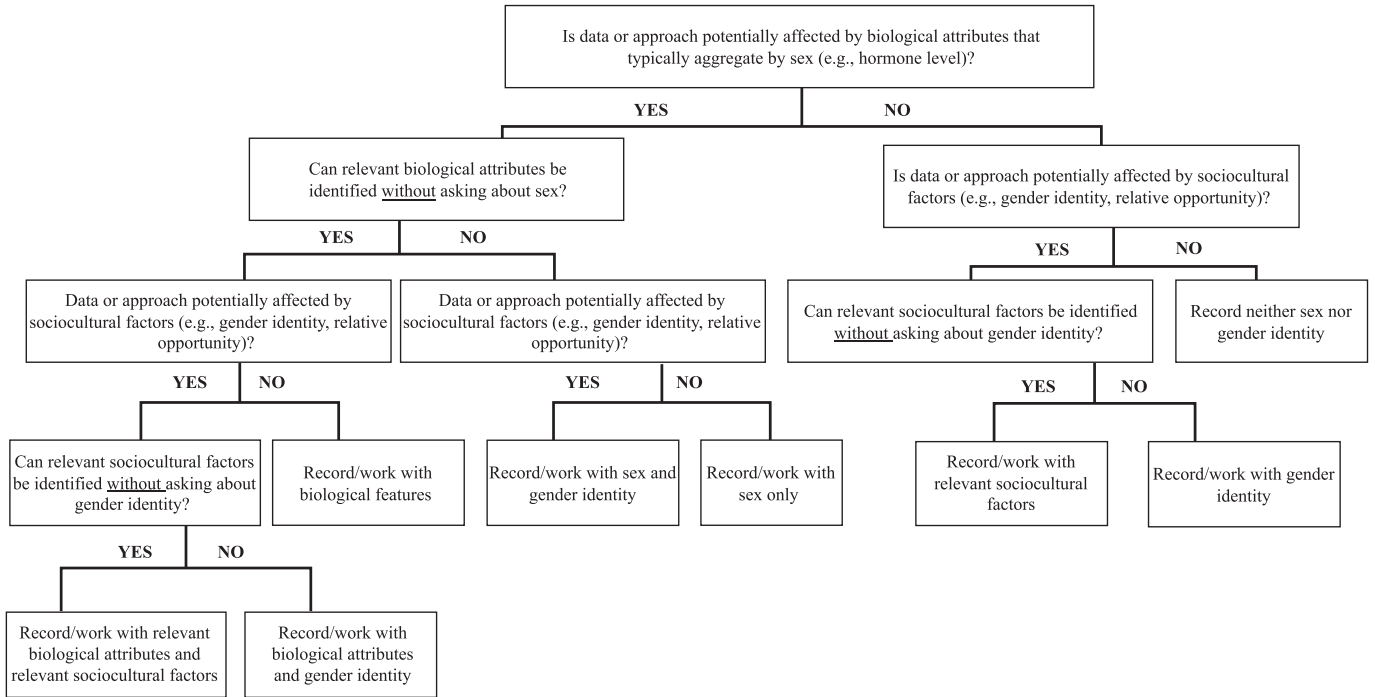 Is data or approach potentially affected by biological attributes that
typically aggregate by sex (e.g., hormone level)?
YES
NO
Can relevant biological attributes be
identified without asking about sex?
Is data or approach potentially affected by sociocultural
factors (e.g., gender identity, relative opportunity)?
YES
NO
YES
NO
Data or approach potentially affected by
sociocultural factors (e.g., gender identity, relative
opportunity)?
Data or approach potentially affected by
sociocultural factors (e.g., gender identity, relative
opportunity)?
Can relevant sociocultural factors be identified
without asking about gender identity?
Record neither sex nor
gender identity
YES
NO
YES
NO
YES
NO
Can relevant sociocultural factors
be identified without asking about
gender identity?
Record/work with
biological features
Record/work with sex and
gender identity
Record/work with
sex only
Record/work with
relevant sociocultural
factors
Record/work with gender
identity
YES
NO
Record/work with relevant
biological attributes and
relevant sociocultural factors
Record/work with
biological attributes
and gender identity